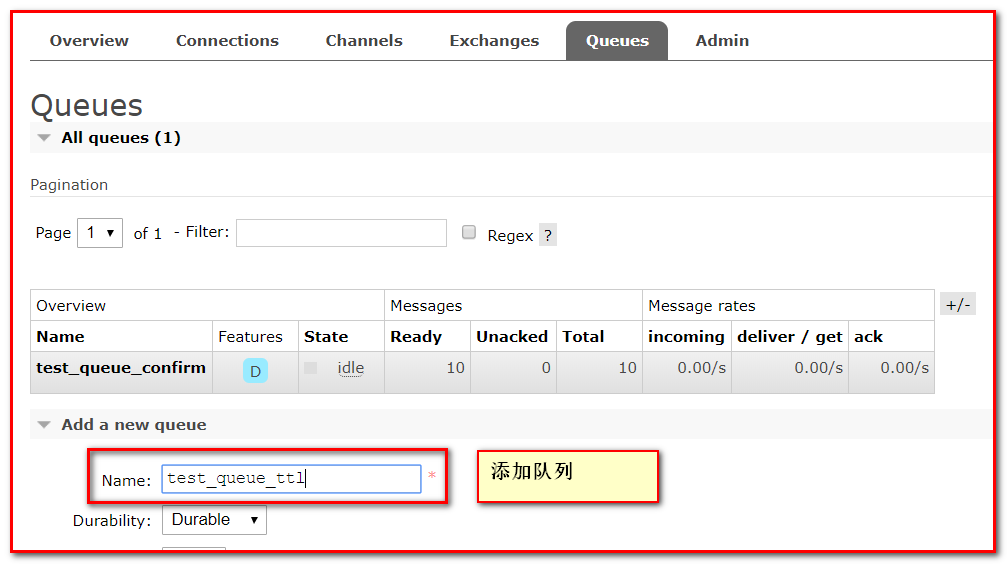 Overview Connections Channels Exchanges Queues Admin
Queues
All queues (1)
Pagination
Page 1 of 1 - Filter: Regex ?
Overview Messages Message rates +/-
Name Features State Ready Unacked Total incoming deliver / get ack
test_queue_confirm D idle 10 0 10 0.00/s 0.00/s 0.00/s
Add a new queue
Name: test_queue_ttl * 添加队列
Durability: Durable